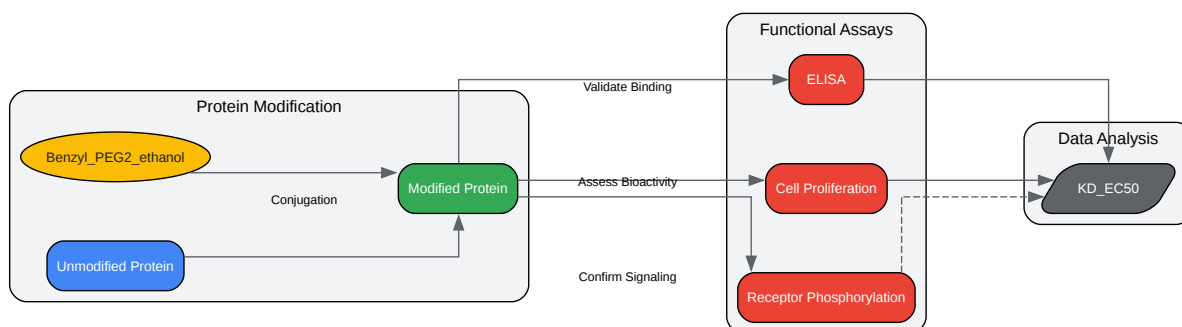 Protein Modification
Benzyl_PEG2_ethanol
Conjugation
Unmodified Protein
Modified Protein
Validate Binding
Assess Bioactivity
Confirm Signaling
Functional Assays
ELISA
Cell Proliferation
Receptor Phosphorylation
Data Analysis
KD_EC50